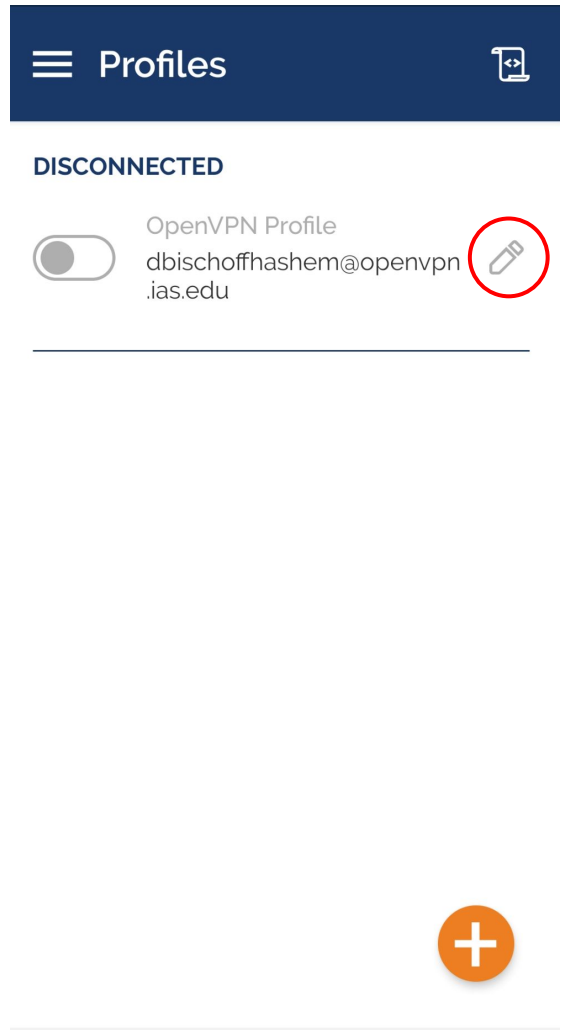 Profiles
DISCONNECTED
OpenVPN Profile
dbischoffhashem@openvpn
.ias.edu